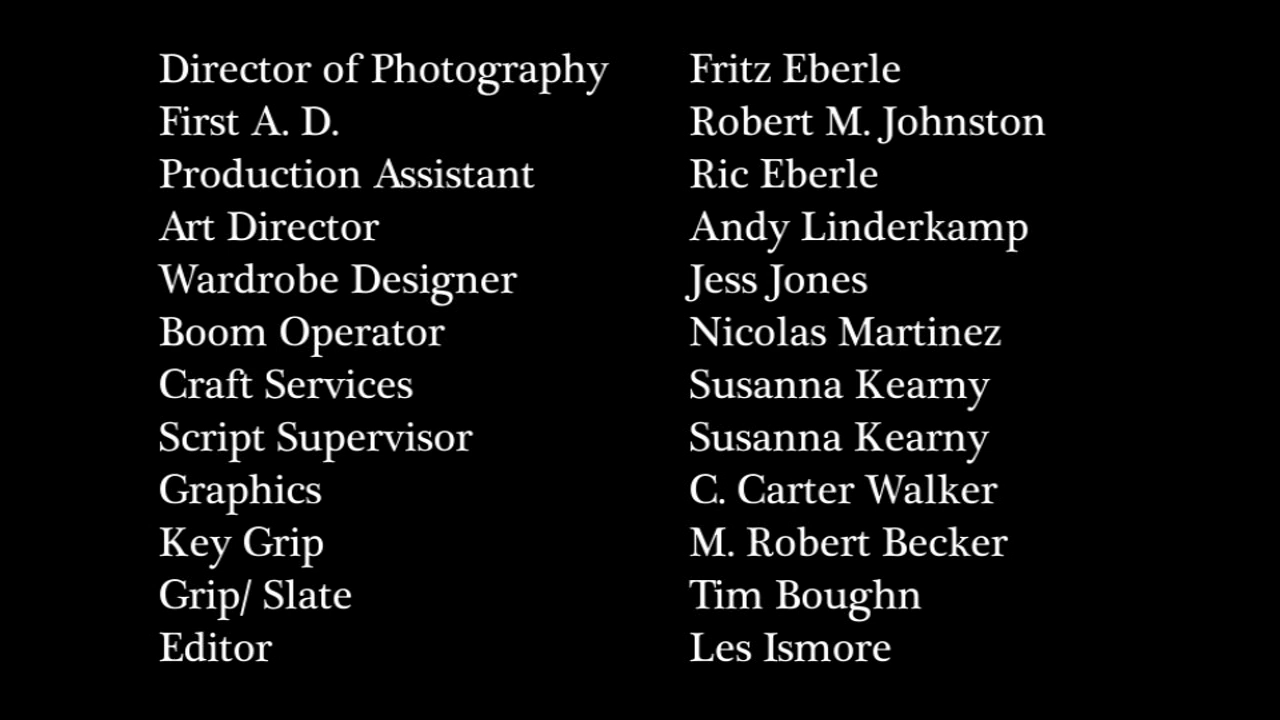 Director of Photography Fritz Eberle
First A. D. Robert M. Johnston
Production Assistant Ric Eberle
Art Director Andy Linderkamp
Wardrobe Designer Jess Jones
Boom Operator Nicolas Martinez
Craft Services Susanna Kearny
Script Supervisor Susanna Kearny
Graphics C. Carter Walker
Key Grip M. Robert Becker
Grip/ Slate Tim Boughn
Editor Les Ismore